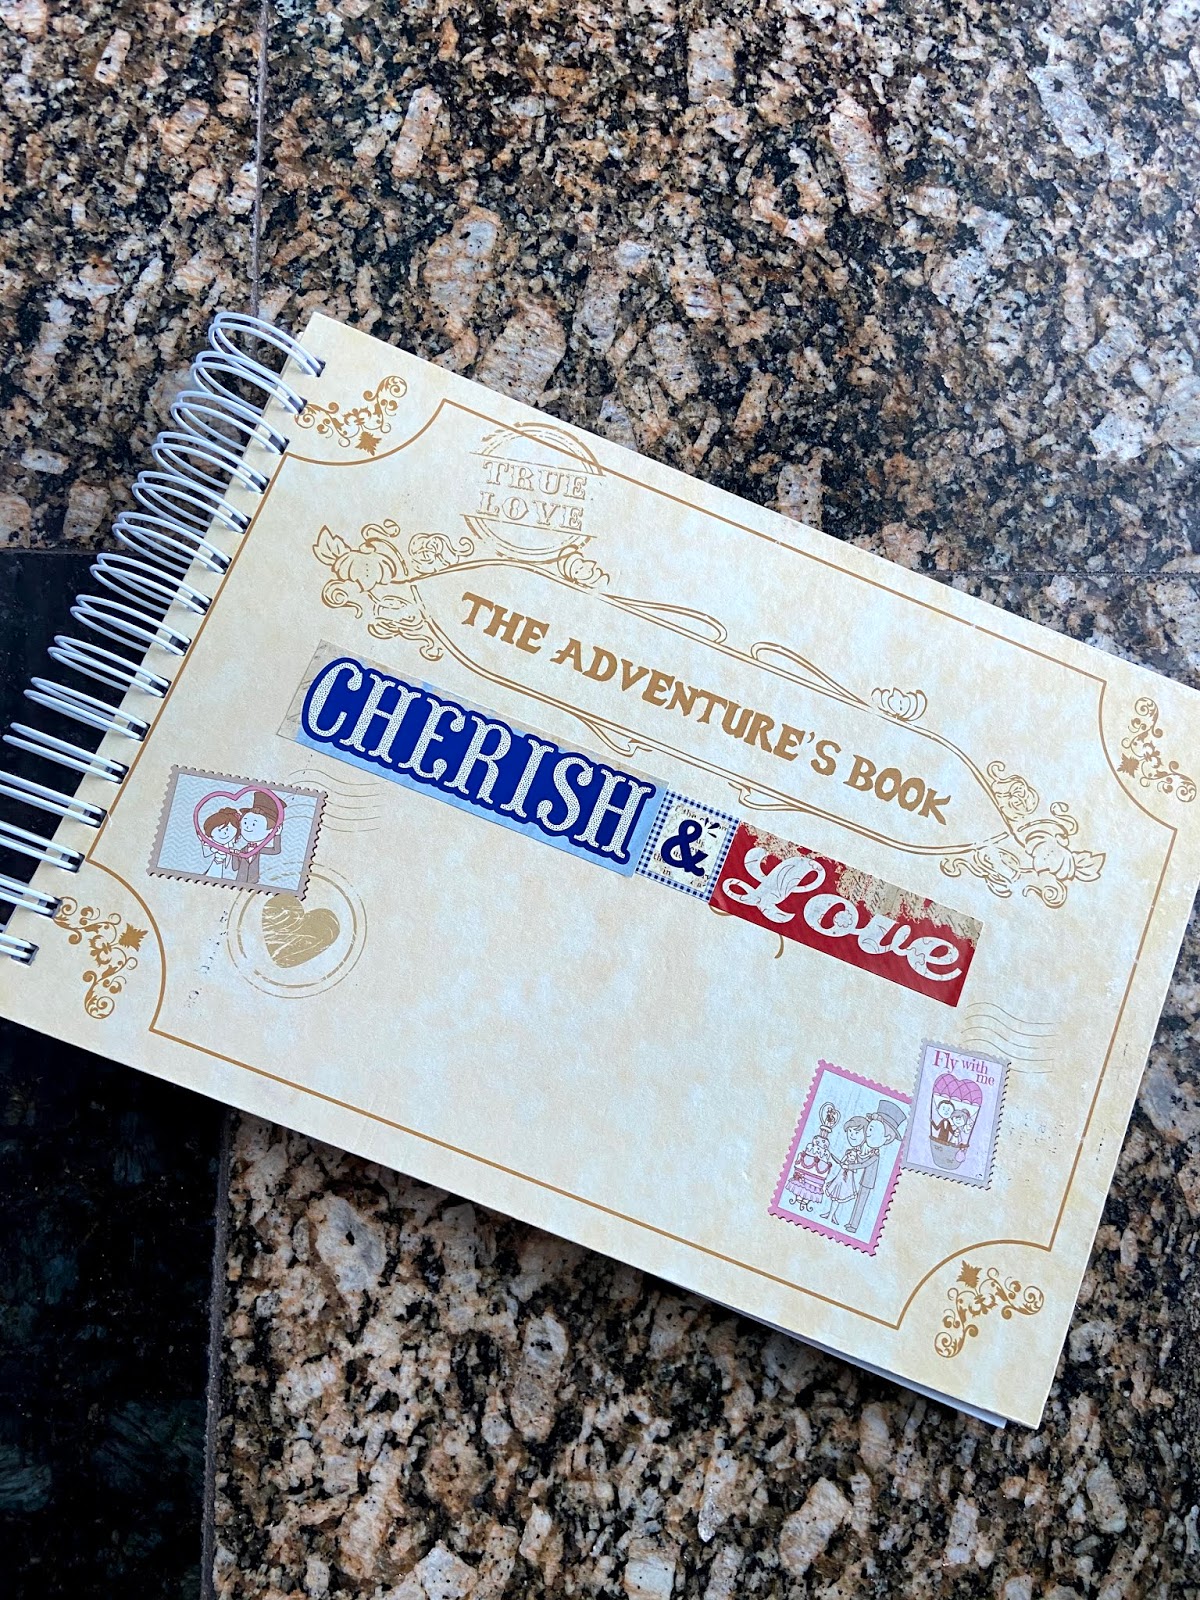 TRUE
LOVE
THE ADVENTURE'S BOOK
CHERISH & Love
Fly with
me